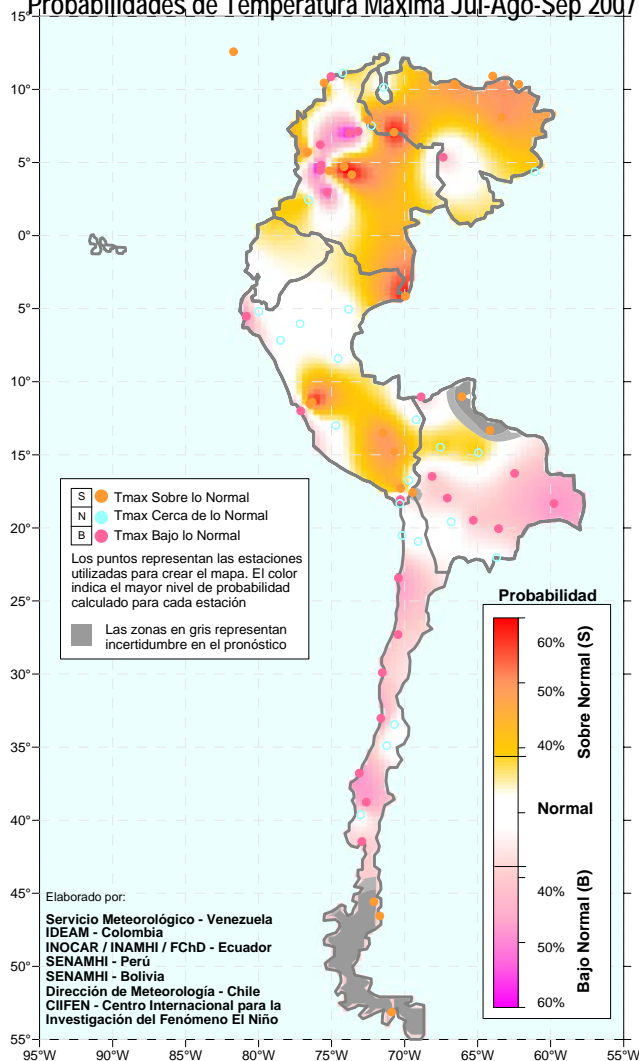 Probabilidades de Temperatura Máxima Jul-Ago-Sep 2007
15°
10°
5°
0°
5°
10°
15°
20°
25°
30°
35°
40°
45°
50°
55°
95°W
90°W
85°W
80°W
75°W
70°W
65°W
60°W
55°W
S Tmax Sobre lo Normal
N Tmax Cerca de lo Normal
B Tmax Bajo lo Normal
Los puntos representan las estaciones
utilizadas para crear el mapa. El color
indica el mayor nivel de probabilidad
calculado para cada estación
Las zonas en gris representan
incertidumbre en el pronóstico
Probabilidad
60%
50%
40%
Sobre Normal (S)
Normal
40%
50%
60%
Bajo Normal (B)
Elaborado por:
Servicio Meteorológico - Venezuela
IDEAM - Colombia
INOCAR / INAMHI / FChD - Ecuador
SENAMHI - Perú
SENAMHI - Bolivia
Dirección de Meteorología - Chile
CIIFEN - Centro Internacional para la
Investigación del Fenómeno El Niño